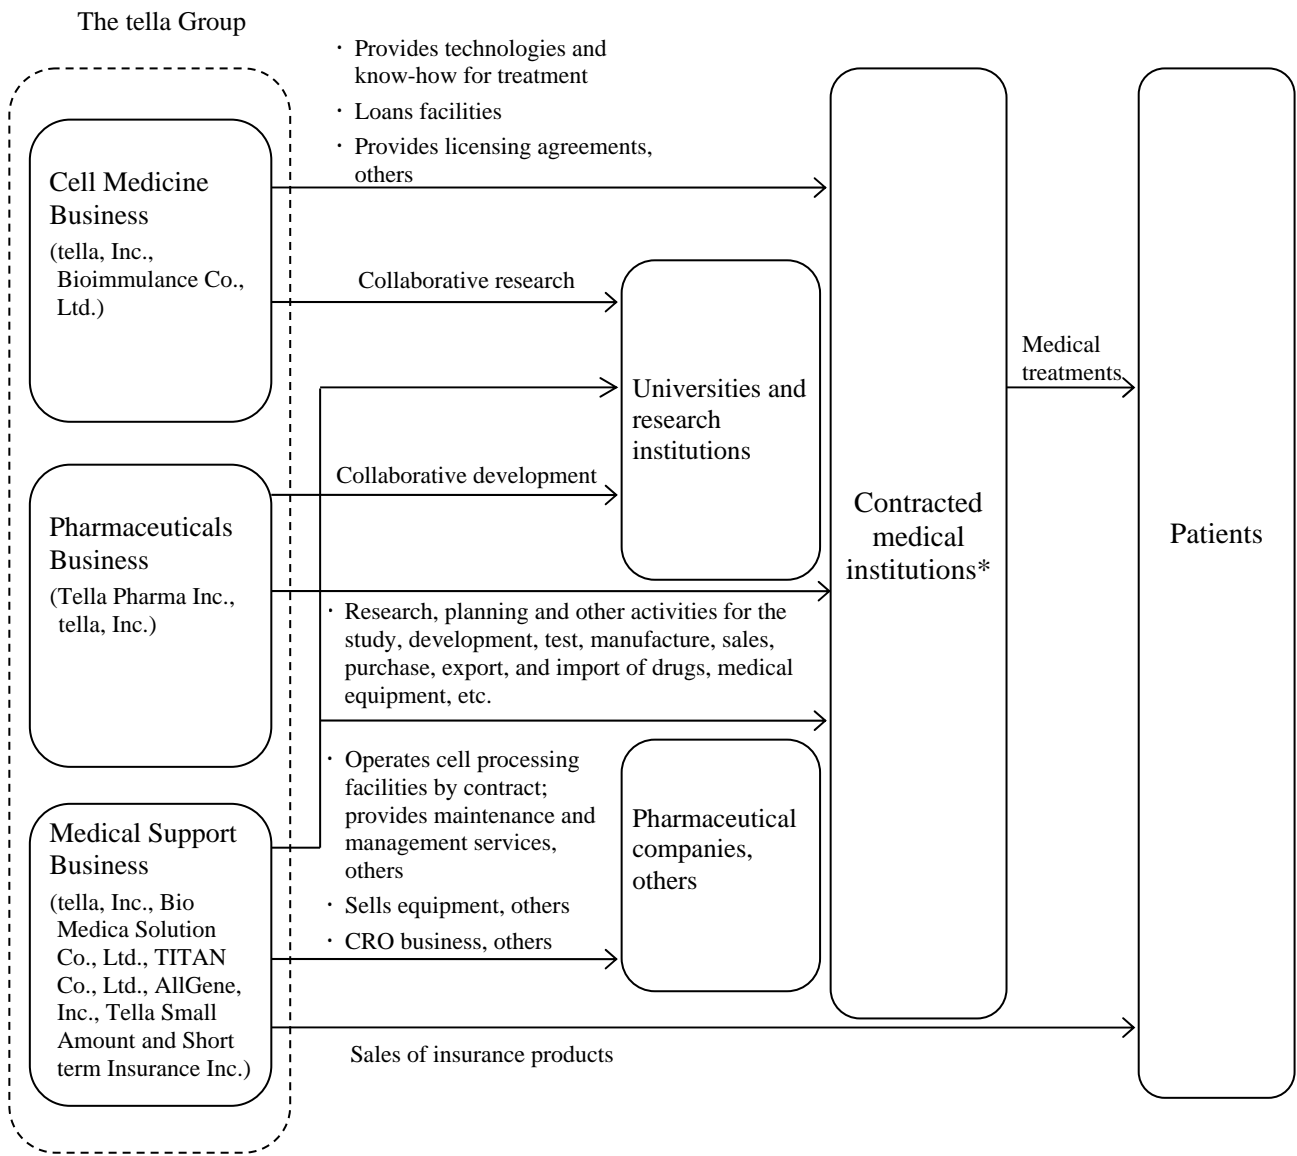 The tella Group
・ Provides technologies and
know-how for treatment
・ Loans facilities
・ Provides licensing agreements,
others
Cell Medicine
Business
(tella, Inc.,
Bioimmulance Co.,
Ltd.)
Collaborative research
Universities and
research
institutions
Medical
treatments
Collaborative development
Pharmaceuticals
Business
(Tella Pharma Inc.,
tella, Inc.)
Contracted
medical
institutions*
Patients
・ Research, planning and other activities for the
study, development, test, manufacture, sales,
purchase, export, and import of drugs, medical
equipment, etc.
・ Operates cell processing
facilities by contract;
provides maintenance and
management services,
others
・ Sells equipment, others
・ CRO business, others
Pharmaceutical
companies,
others
Medical Support
Business
(tella, Inc., Bio
Medica Solution
Co., Ltd., TITAN
Co., Ltd., AllGene,
Inc., Tella Small
Amount and Short
term Insurance Inc.)
Sales of insurance products